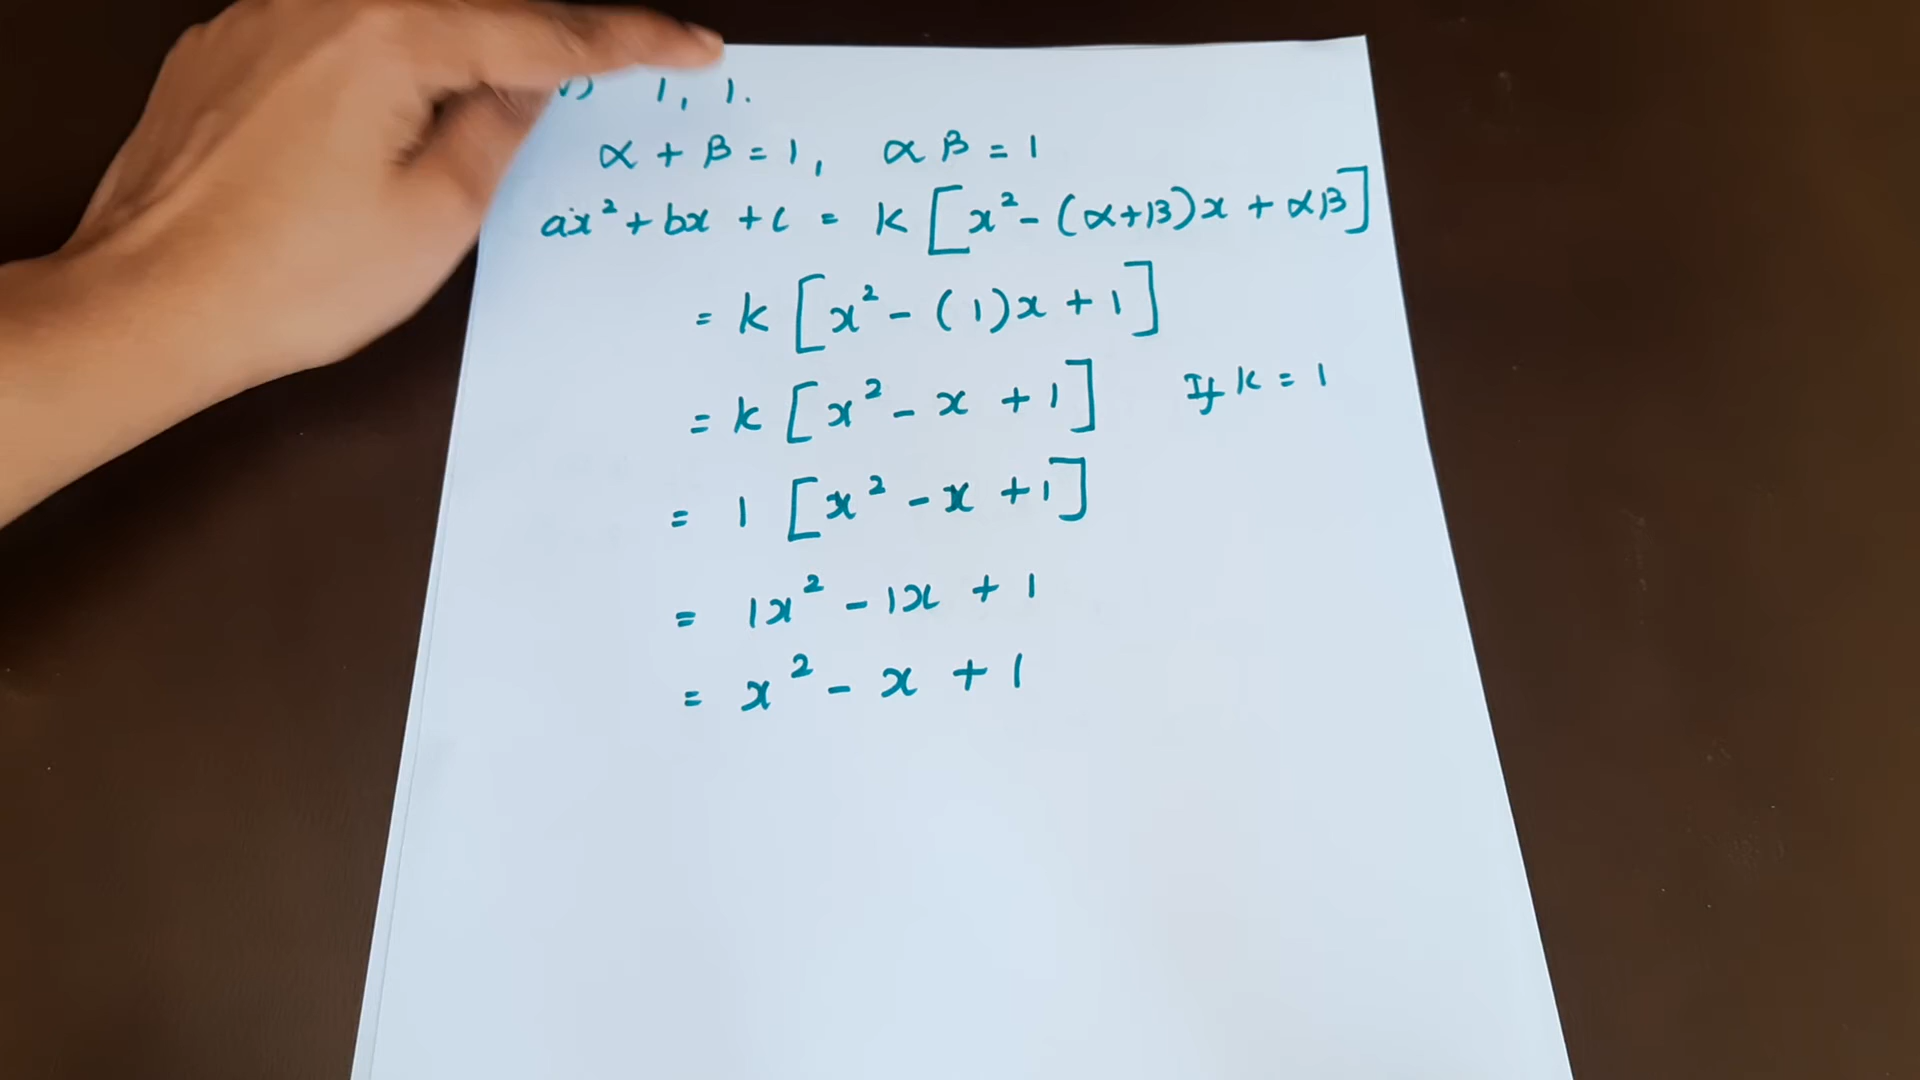 v) 1, 1.
α + β = 1, αβ = 1
ax² + bx + c = k [x² - (α+β)x + αβ]
= k [x² - (1)x + 1]
= k [x² - x + 1] If k = 1
= 1 [x² - x + 1]
= 1x² - 1x + 1
= x² - x + 1